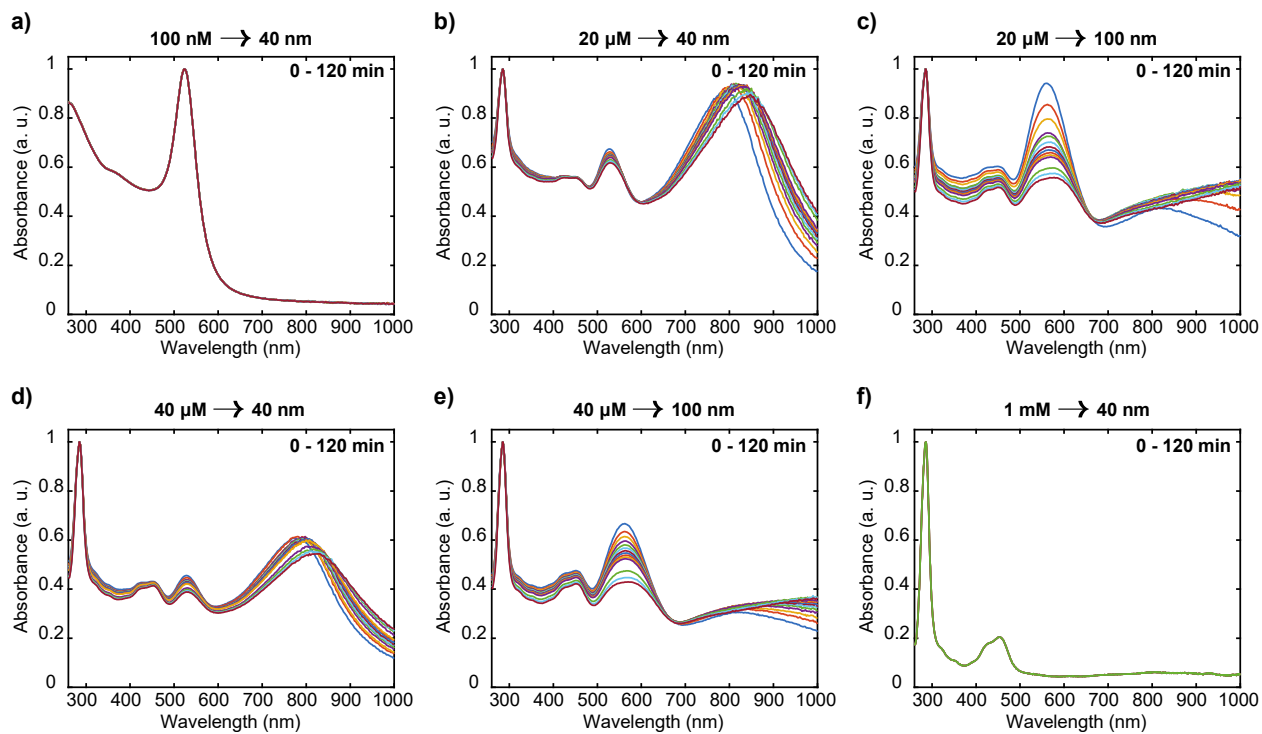 a)
100 nM → 40 nm
0 - 120 min
Absorbance (a. u.)
1
0.8
0.6
0.4
0.2
0
300 400 500 600 700 800 900 1000
Wavelength (nm)
b)
20 µM → 40 nm
0 - 120 min
Absorbance (a. u.)
1
0.8
0.6
0.4
0.2
0
300 400 500 600 700 800 900 1000
Wavelength (nm)
c)
20 µM → 100 nm
0 - 120 min
Absorbance (a. u.)
1
0.8
0.6
0.4
0.2
0
300 400 500 600 700 800 900 1000
Wavelength (nm)
d)
40 µM → 40 nm
0 - 120 min
Absorbance (a. u.)
1
0.8
0.6
0.4
0.2
0
300 400 500 600 700 800 900 1000
Wavelength (nm)
e)
40 µM → 100 nm
0 - 120 min
Absorbance (a. u.)
1
0.8
0.6
0.4
0.2
0
300 400 500 600 700 800 900 1000
Wavelength (nm)
f)
1 mM → 40 nm
0 - 120 min
Absorbance (a. u.)
1
0.8
0.6
0.4
0.2
0
300 400 500 600 700 800 900 1000
Wavelength (nm)